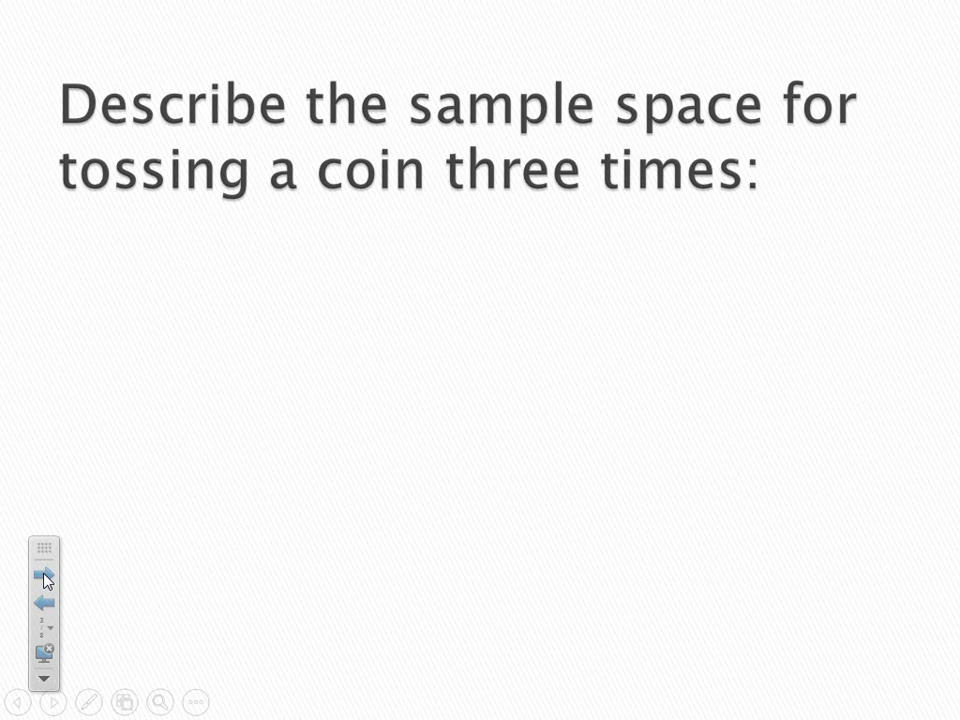 Describe the sample space for
tossing a coin three times: